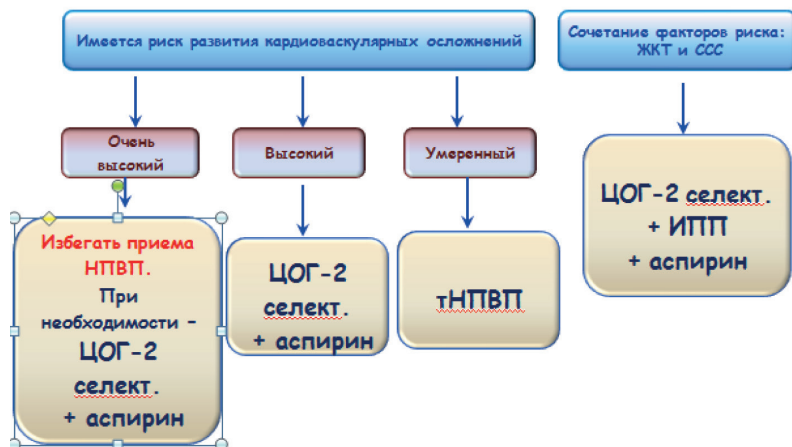 Имеется риск развития кардиоваскулярных осложнений
Сочетание факторов риска:
ЖКТ и ССС
Очень
высокий
Высокий
Умеренный
Избегать приема
НПВП.
При
необходимости –
ЦОГ-2
селект.
+ аспирин
ЦОГ-2
селект.
+ аспирин
тНПВП
ЦОГ-2 селект.
+ ИПП
+ аспирин